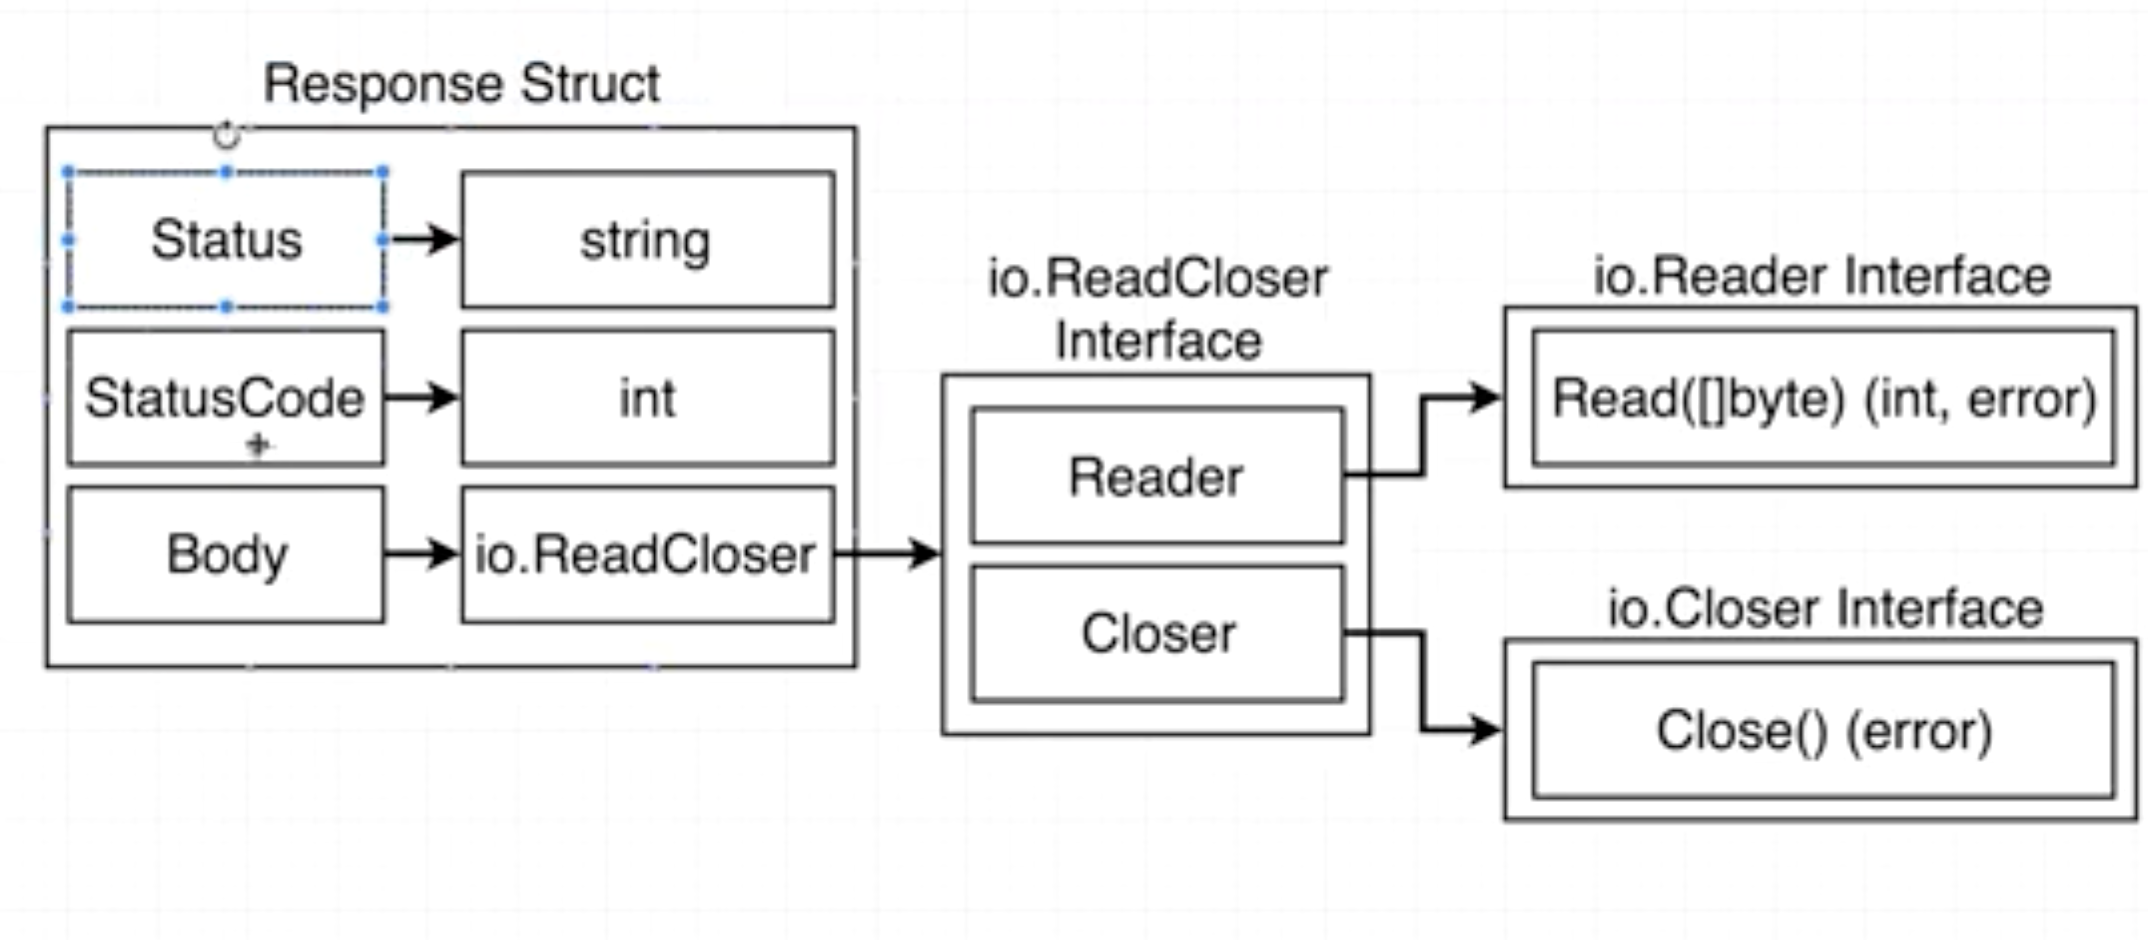 Response Struct
Status
string
StatusCode
int
Body
io.ReadCloser
io.ReadCloser
Interface
Reader
Closer
io.Reader Interface
Read([]byte) (int, error)
io.Closer Interface
Close() (error)